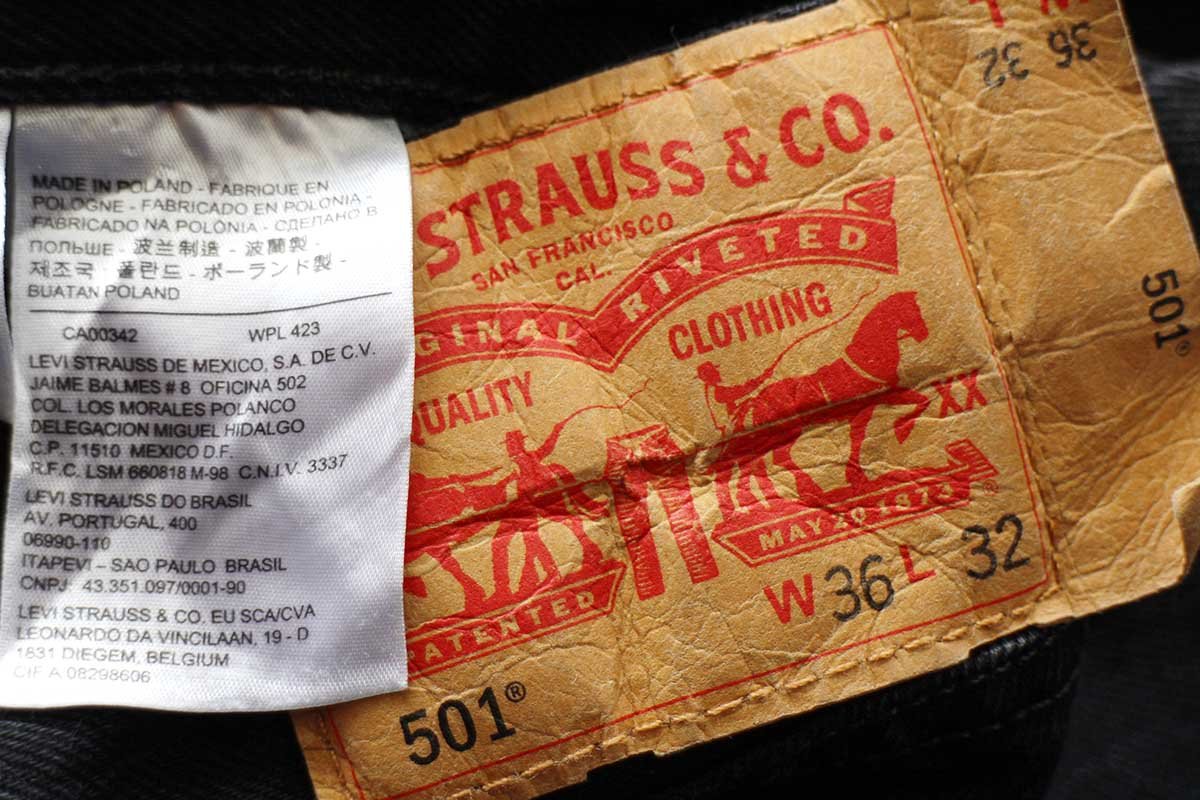 MADE IN POLAND - FABRIQUE EN
POLOGNE - FABRICADO EN POLONIA -
FABRICADO NA POLÔNIA - СДЕЛАНО В
ПОЛЬШЕ - 波兰制造 - 波蘭製 -
제조국 - 폴란드 - ポーランド製 -
BUATAN POLAND
CA00342 WPL 423
LEVI STRAUSS DE MEXICO, S.A. DE C.V.
JAIME BALMES # 8 OFICINA 502
COL. LOS MORALES POLANCO
DELEGACION MIGUEL HIDALGO
C.P. 11510 MEXICO D.F.
R.F.C. LSM 660818 M-98 C.N.I.V. 3337
LEVI STRAUSS DO BRASIL
AV. PORTUGAL, 400
06990-110
ITAPEVI – SAO PAULO BRASIL
CNPJ- 43.351.097/0001-90
LEVI STRAUSS & CO. EU SCA/CVA
LEONARDO DA VINCILAAN, 19 - D
1831 DIEGEM, BELGIUM
CIF A 08298606
STRAUSS & CO.
SAN FRANCISCO
CAL.
GINAL RIVETED
QUALITY CLOTHING
XX
MAY 20 1873 ®
PATENTED
W 36 L 32
501®
W L
36 32
501®